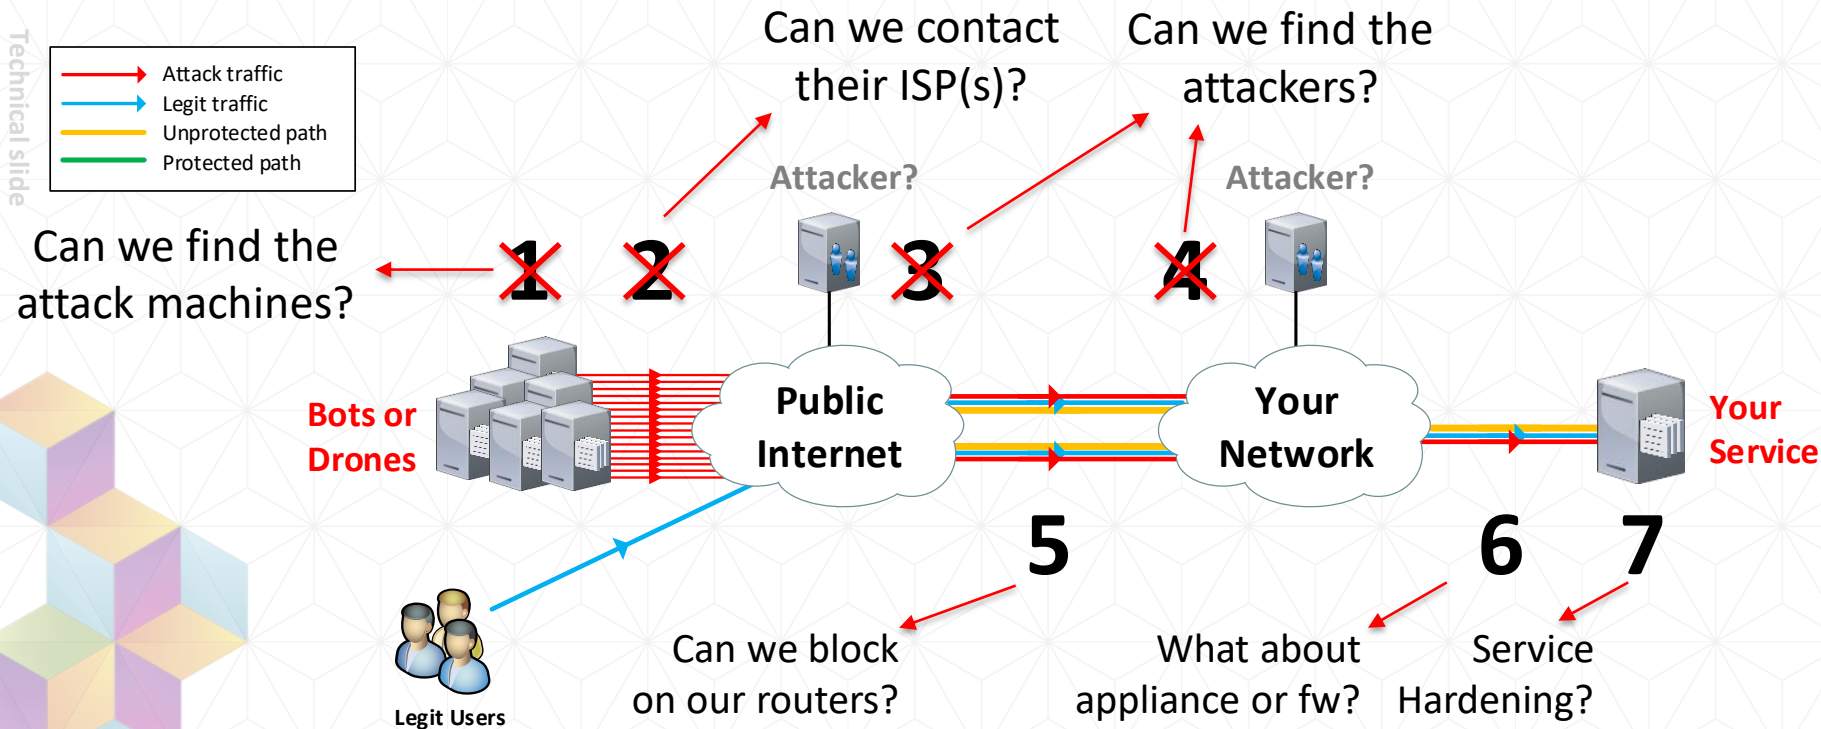 Technical slide
Attack traffic
Legit traffic
Unprotected path
Protected path
Can we contact
their ISP(s)?
Can we find the
attackers?
Attacker?
Attacker?
Can we find the
attack machines?
1
2
3
4
Bots or
Drones
Public
Internet
Your
Network
Your
Service
5
6
7
Can we block
on our routers?
What about
appliance or fw?
Service
Hardening?
Legit Users